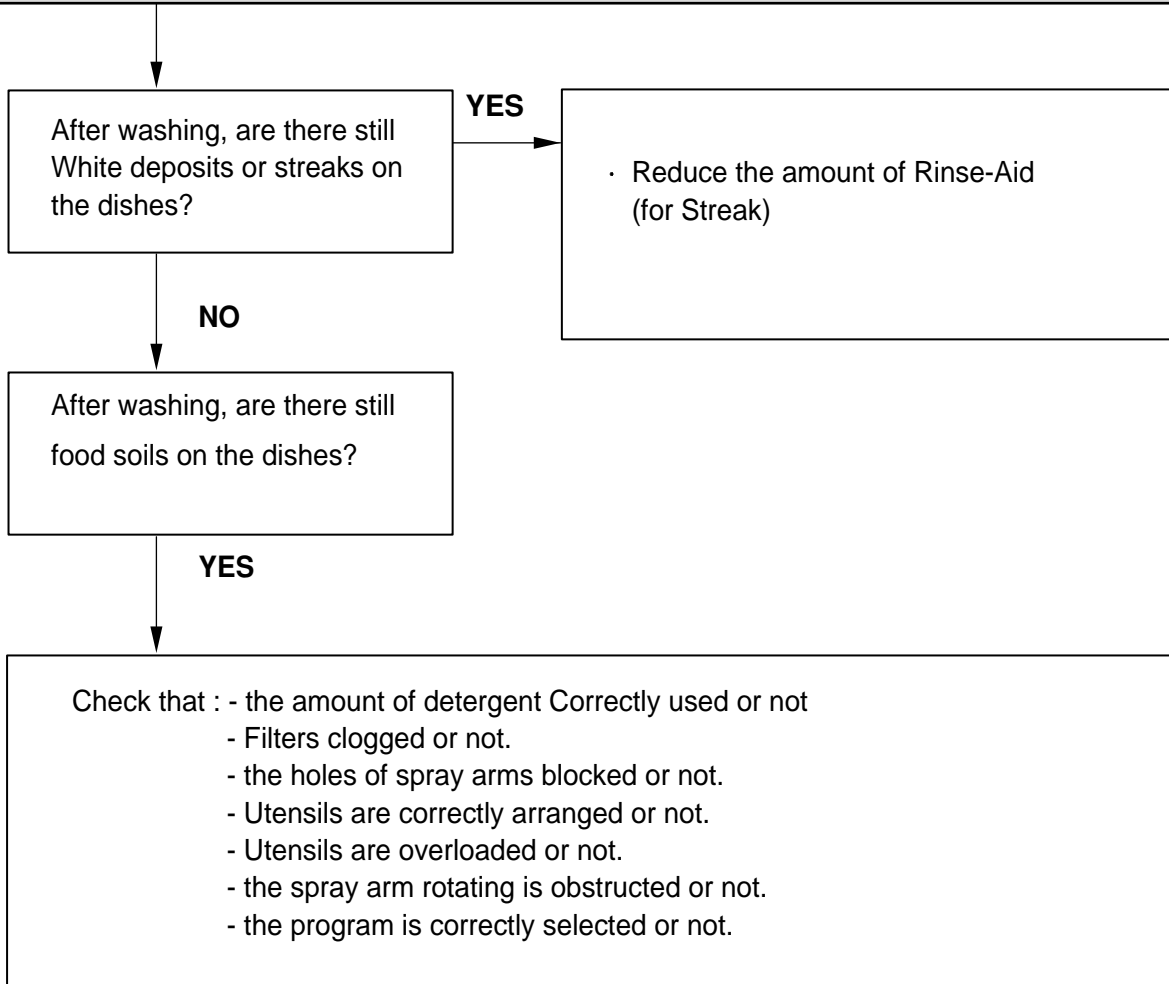 After washing, are there still
White deposits or streaks on
the dishes?
YES
· Reduce the amount of Rinse-Aid
(for Streak)
NO
After washing, are there still
food soils on the dishes?
YES
Check that : - the amount of detergent Correctly used or not
- Filters clogged or not.
- the holes of spray arms blocked or not.
- Utensils are correctly arranged or not.
- Utensils are overloaded or not.
- the spray arm rotating is obstructed or not.
- the program is correctly selected or not.